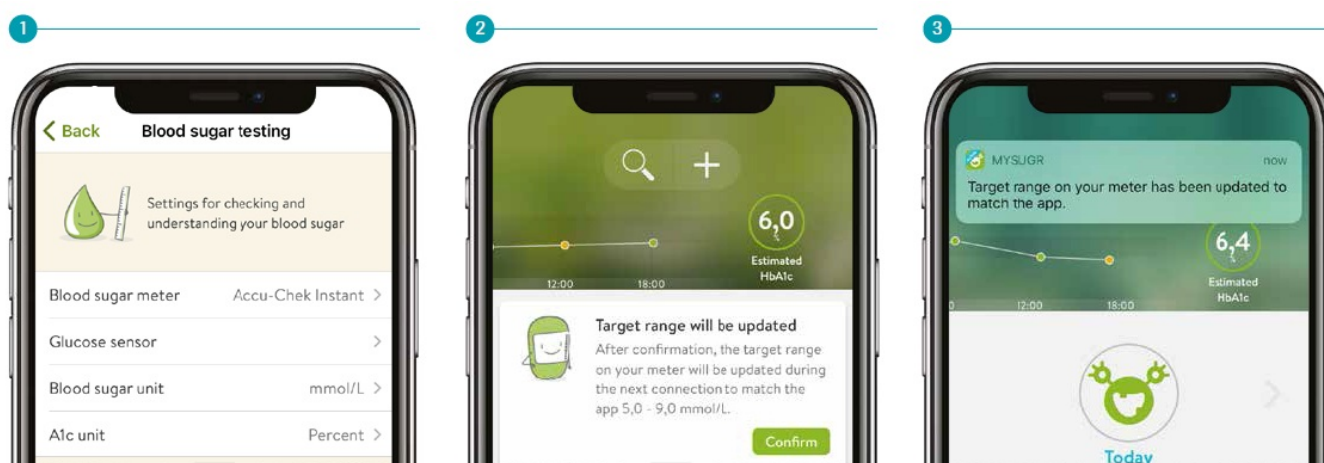 1
2
3
Back
Blood sugar testing
Settings for checking and
understanding your blood sugar
Blood sugar meter
Accu-Chek Instant
Glucose sensor
Blood sugar unit
mmol/L
A1c unit
Percent
6,0
%
Estimated
HbA1c
12:00
18:00
Target range will be updated
After confirmation, the target range
on your meter will be updated during
the next connection to match the
app 5,0 - 9,0 mmol/L.
Confirm
MYSUGR
now
Target range on your meter has been updated to
match the app.
6,4
%
Estimated
HbA1c
0
12:00
18:00
Today